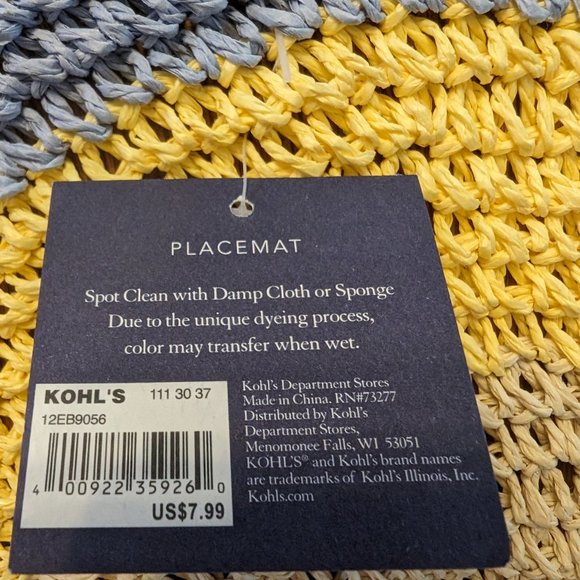 PLACEMAT
Spot Clean with Damp Cloth or Sponge
Due to the unique dyeing process,
color may transfer when wet.
KOHL'S 111 30 37
12EB9056
4 00922 35926 0
US$7.99
Kohl's Department Stores
Made in China. RN#73277
Distributed by Kohl's
Department Stores,
Menomonee Falls, WI 53051
KOHL'S® and Kohl's brand names
are trademarks of Kohl's Illinois, Inc.
Kohls.com